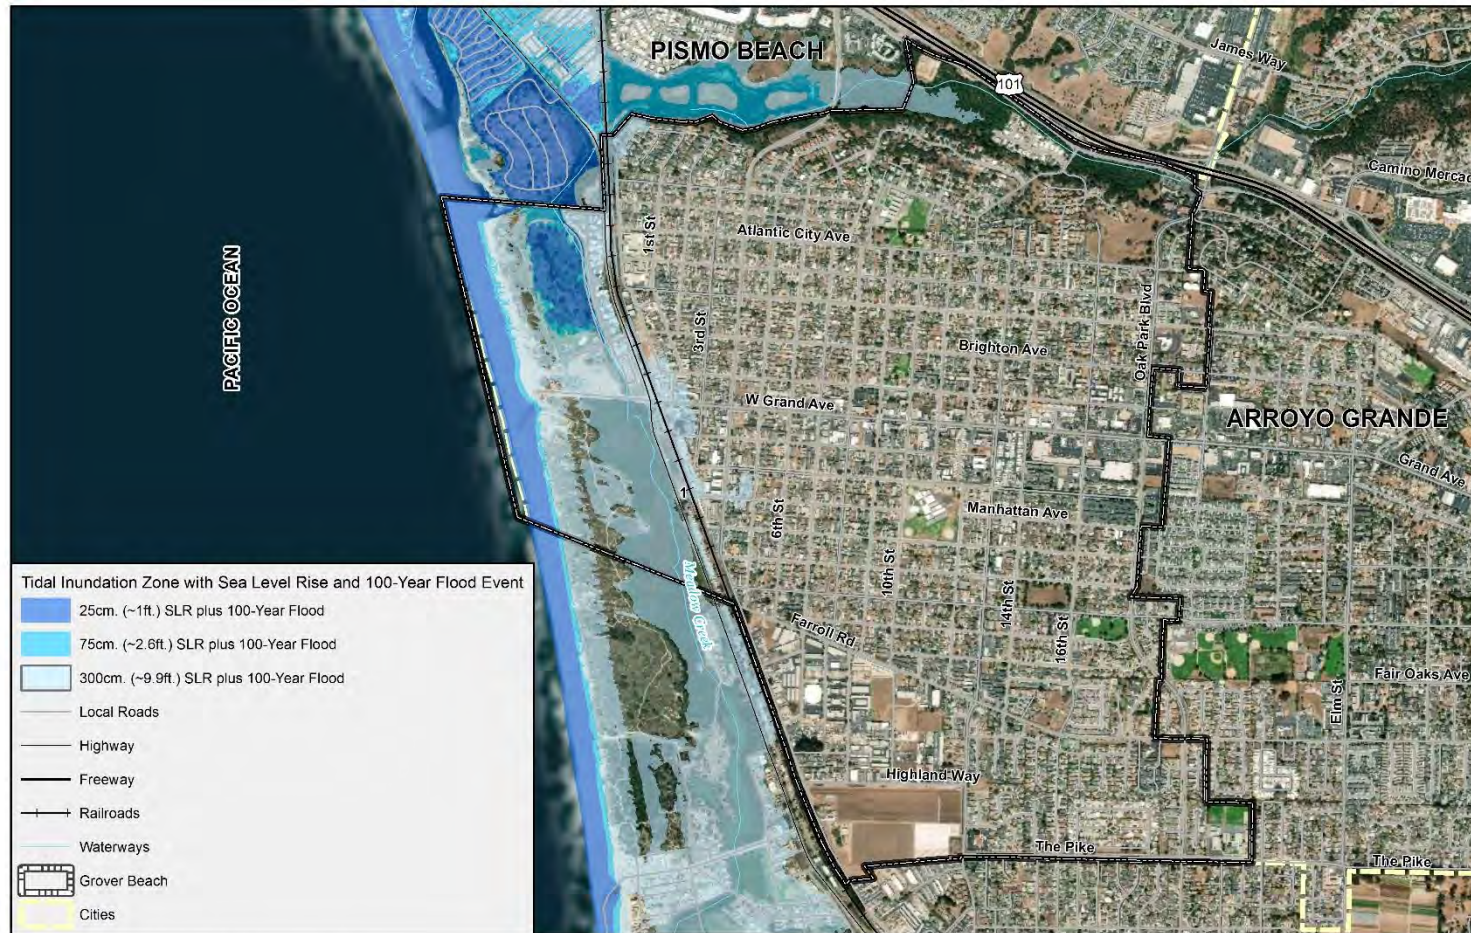 PISMO BEACH
James Way
101
Camino Mercad
1st St
Atlantic City Ave
PACIFIC OCEAN
3rd St
Brighton Ave
Oak Park Blvd
W Grand Ave
ARROYO GRANDE
Grand Ave
1
6th St
Manhattan Ave
10th St
14th St
16th St
Meadow Creek
Farroll Rd
Fair Oaks Ave
Elm St
Highland Way
The Pike
The Pike
Tidal Inundation Zone with Sea Level Rise and 100-Year Flood Event
25cm. (~1ft.) SLR plus 100-Year Flood
75cm. (~2.6ft.) SLR plus 100-Year Flood
300cm. (~9.9ft.) SLR plus 100-Year Flood
Local Roads
Highway
Freeway
Railroads
Waterways
Grover Beach
Cities